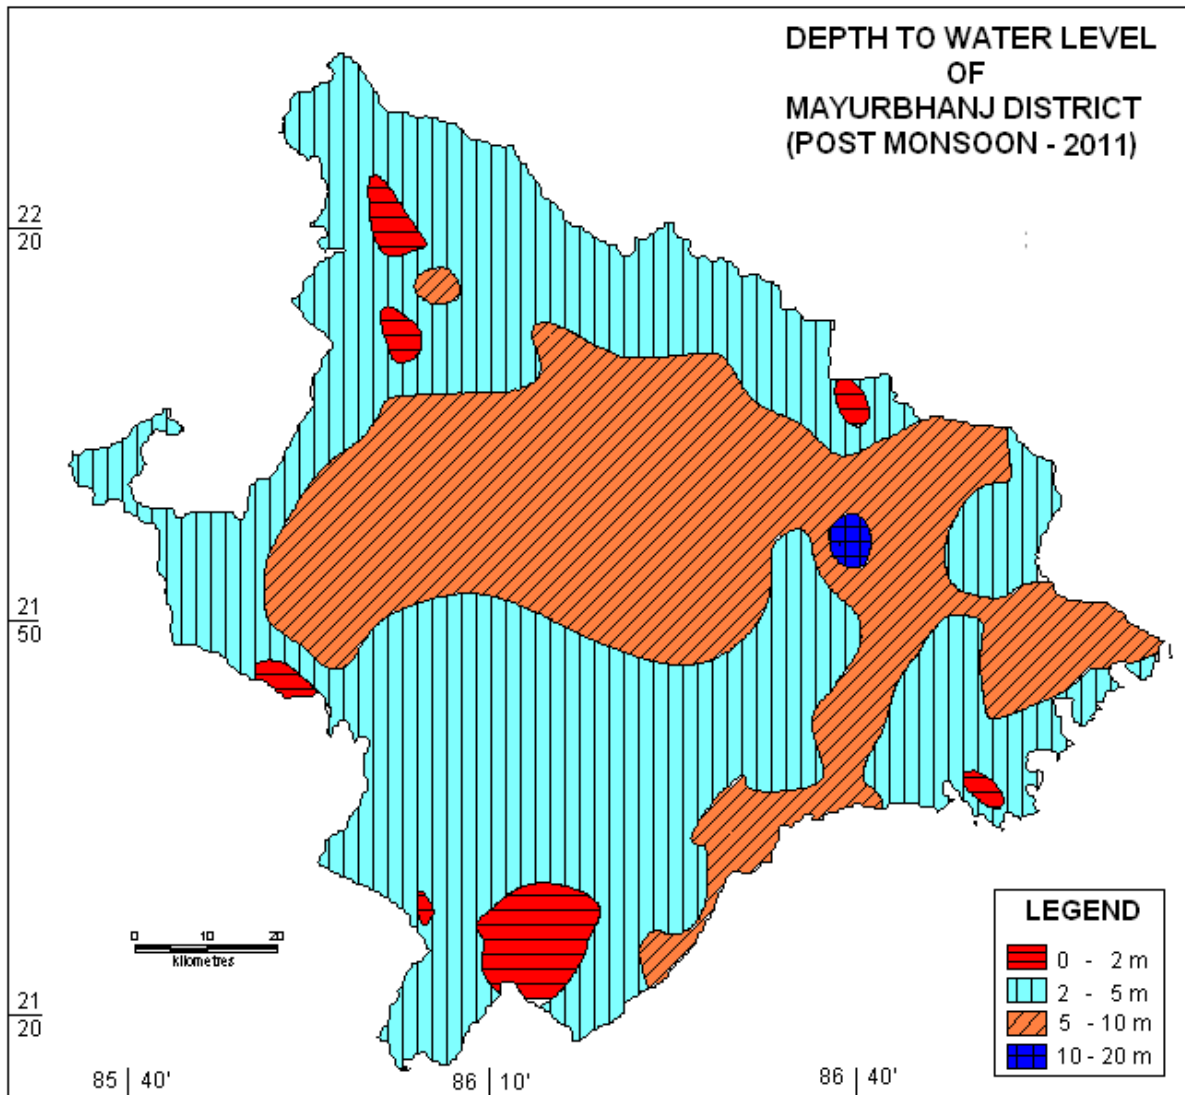 DEPTH TO WATER LEVEL
OF
MAYURBHANJ DISTRICT
(POST MONSOON - 2011)
22
20
21
50
21
20
0 10 20
kilometres
LEGEND
0 - 2 m
2 - 5 m
5 - 10 m
10 - 20 m
85 40'
86 10'
86 40'